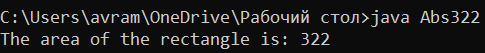 C:\Users\avram\OneDrive\Рабочий стол>java Abs322
The area of the rectangle is: 322